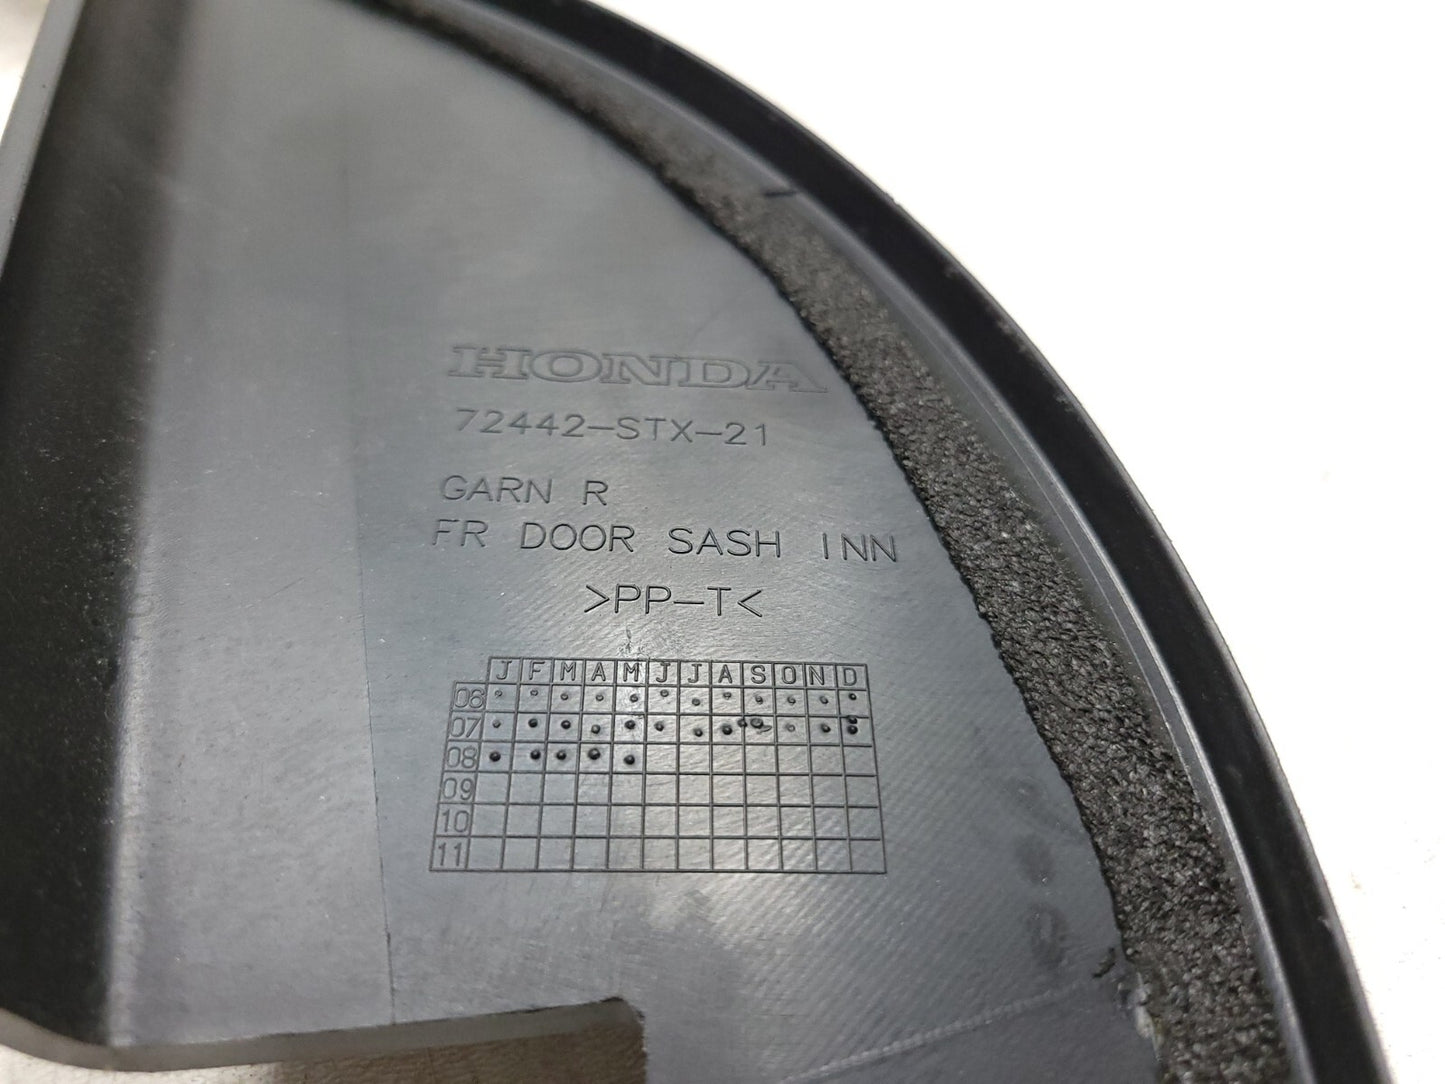 HONDA
72442-STX-21
GARN R
FR DOOR SASH INN
>PP-T<
J F M A M J J A S O N D
06
07
08
09
10
11